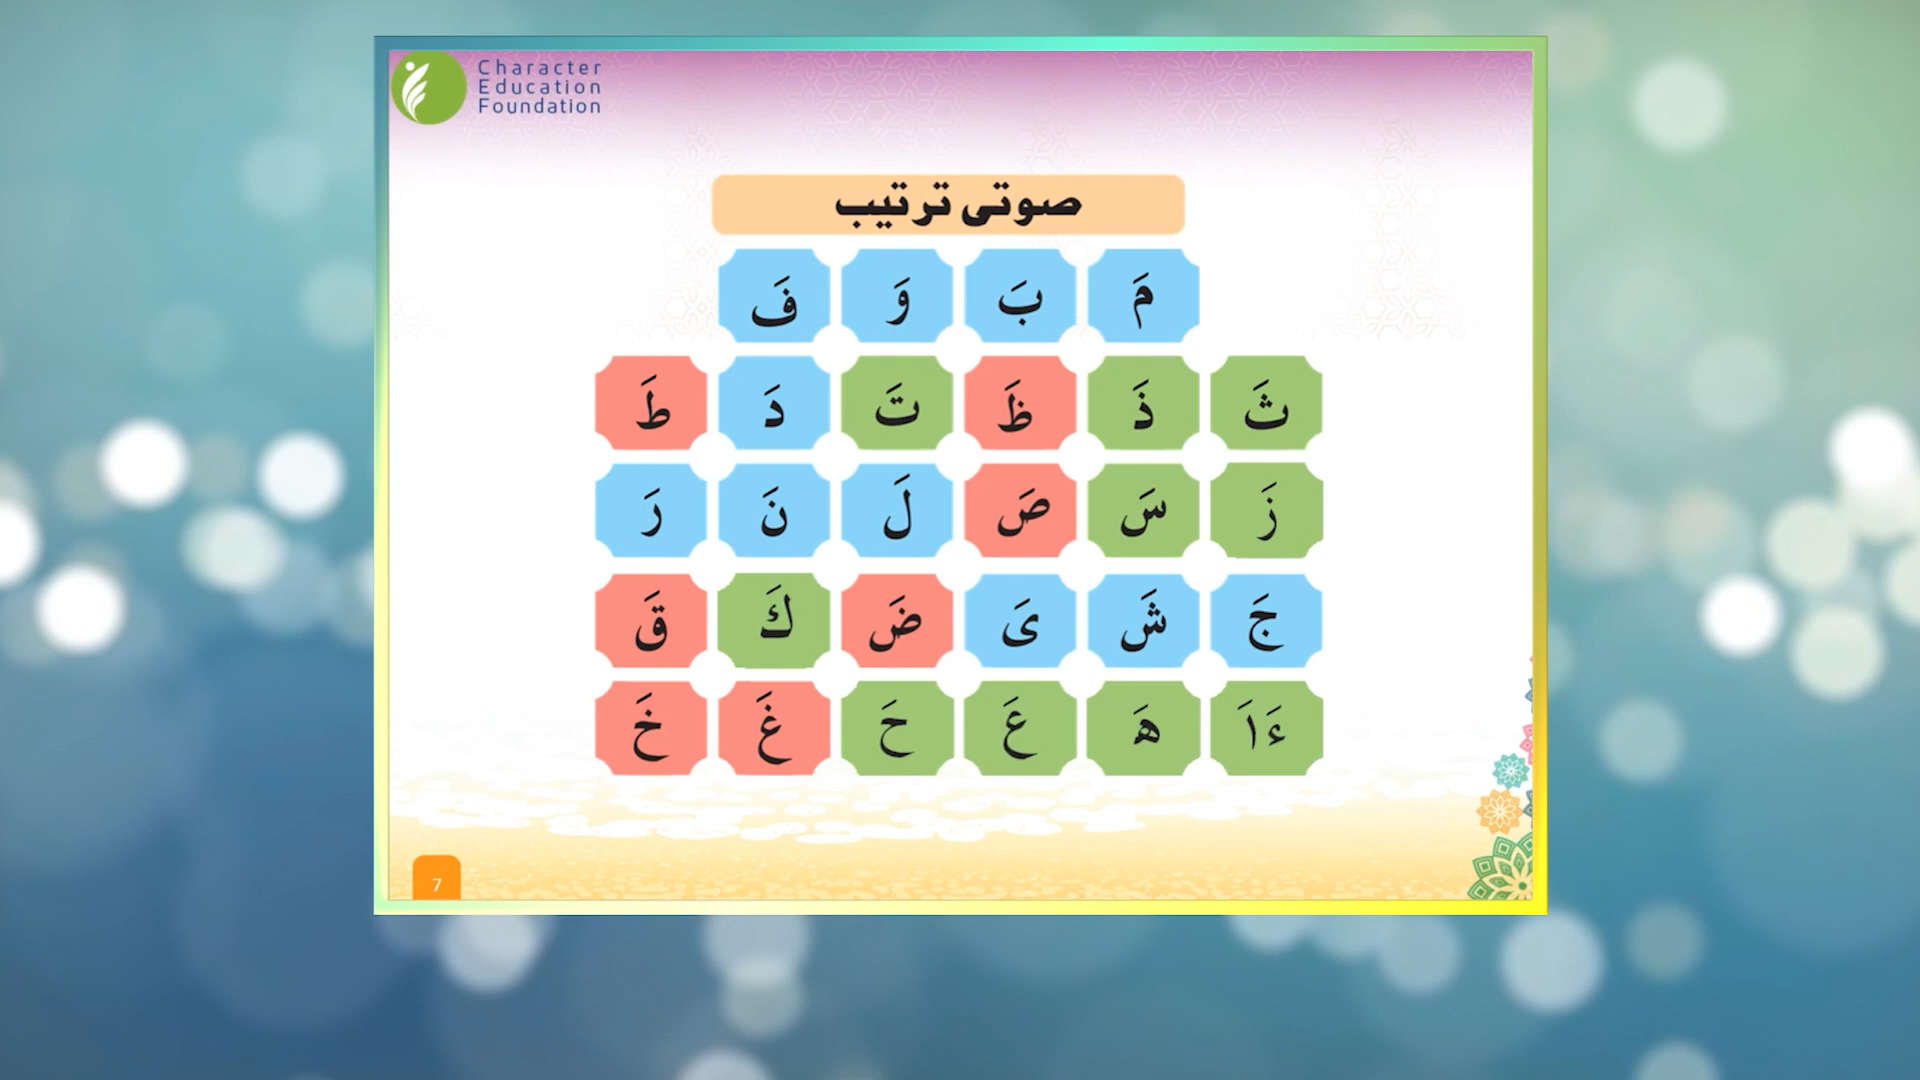 Character
Education
Foundation
صوتی ترتیب
مَ بَ وَ فَ
ثَ ذَ ظَ تَ دَ طَ
زَ سَ صَ لَ نَ رَ
جَ شَ یَ ضَ كَ قَ
ءَ اَ هَ عَ حَ غَ خَ
7